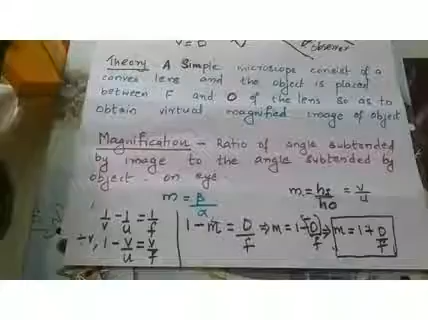 v = D
observer
Theory A Simple microscope consist of a
convex lens and the object is placed
between F and O of the lens so as to
obtain virtual magnified image of object
Magnification - Ratio of angle subtended
by image to the angle subtended by
object on eye.
m = β/α
m = hI/ho = v/u
1/v - 1/u = 1/f
÷v, 1 - v/u = v/f
1 - m = D/f ⇒ m = 1-(-D)/f ⇒ m = 1 + D/f